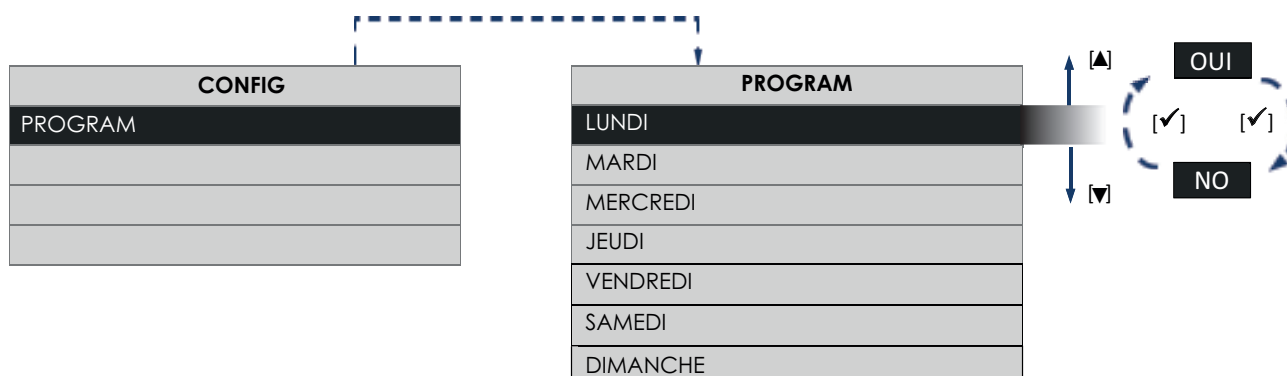 CONFIG
PROGRAM
PROGRAM
LUNDI
MARDI
MERCREDI
JEUDI
VENDREDI
SAMEDI
DIMANCHE
[▲]
OUI
[✓] [✓]
NO
[▼]